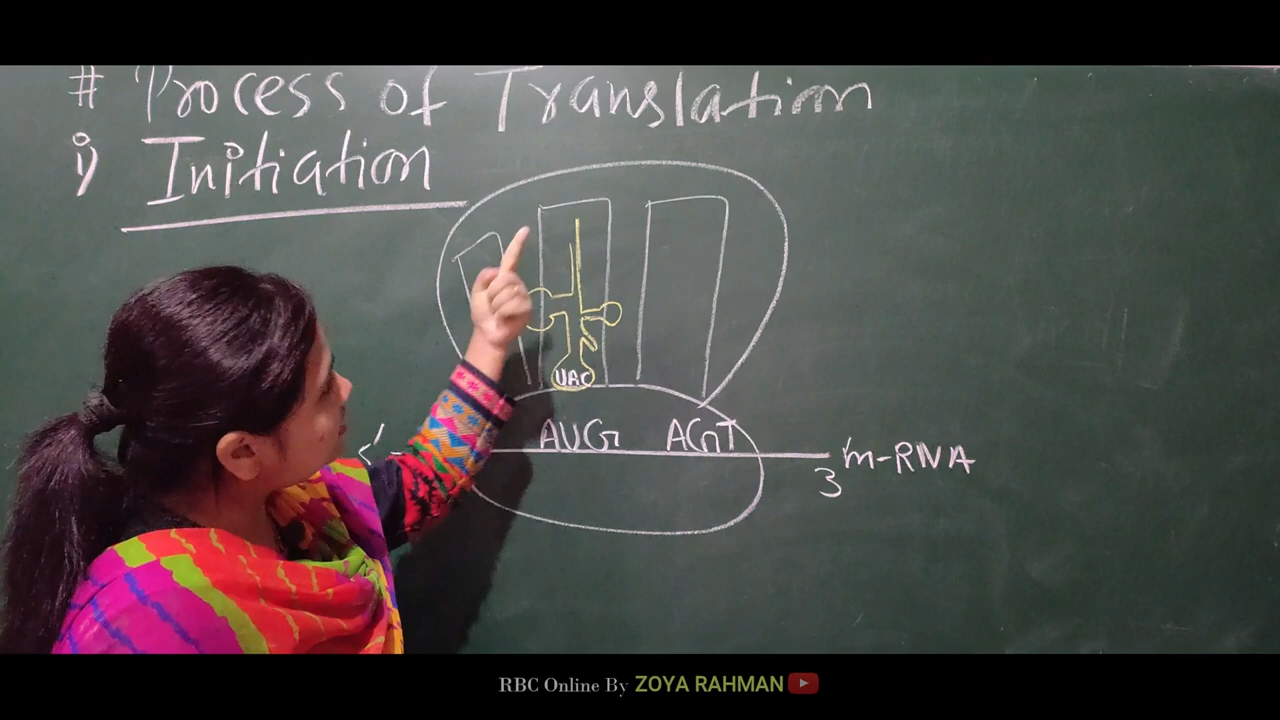 # Process of Translation
i) Initiation
UAC
AUG AGT
5' 3' m-RNA
RBC Online By ZOYA RAHMAN